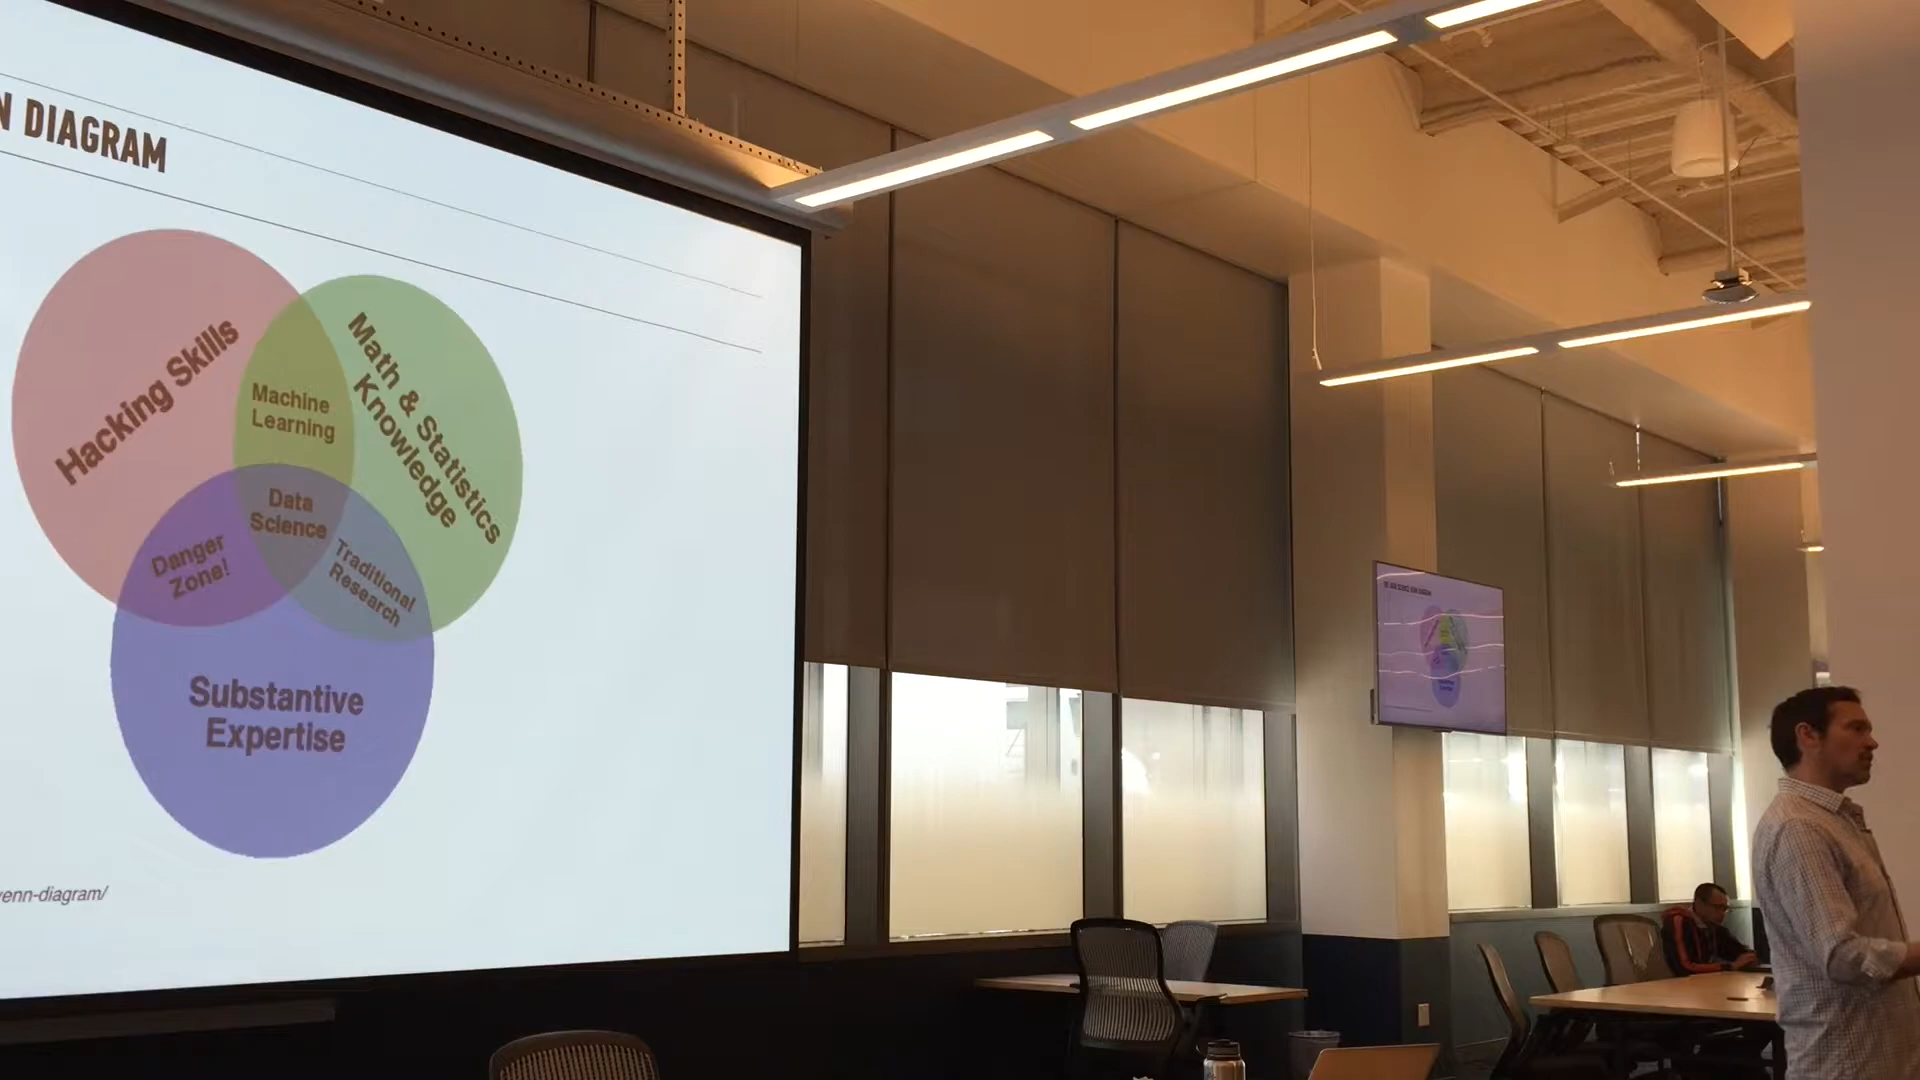 N DIAGRAM
Hacking Skills
Math & Statistics
Knowledge
Machine
Learning
Data
Science
Danger
Zone!
Traditional
Research
Substantive
Expertise
venn-diagram/